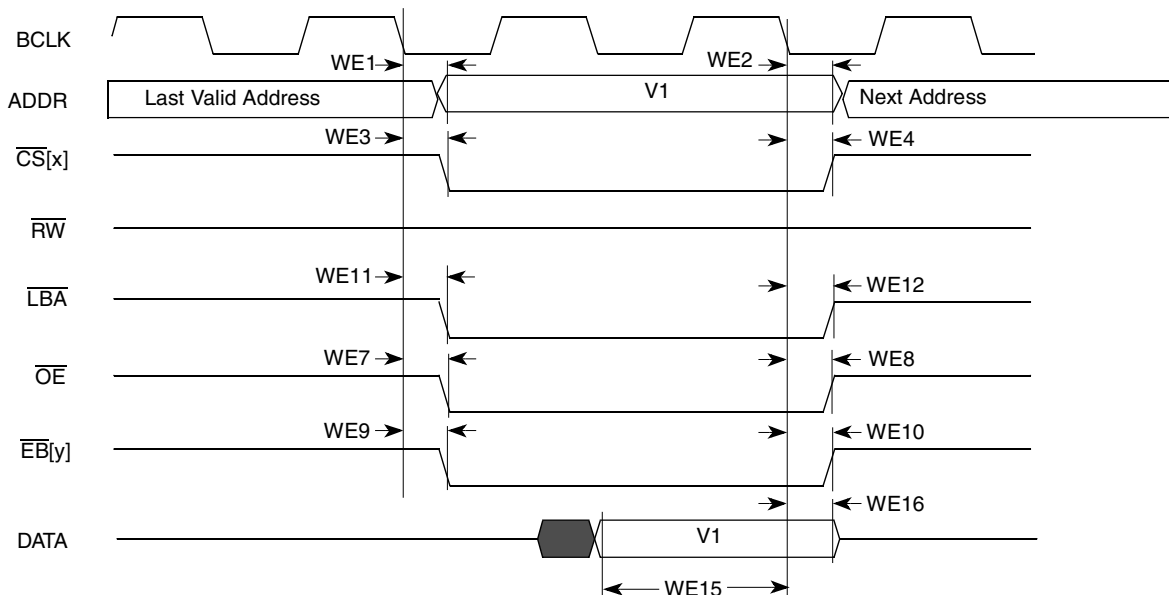 BCLK
WE1
WE2
ADDR
Last Valid Address
V1
Next Address
WE3
WE4
CS[x]
RW
WE11
WE12
LBA
WE7
WE8
OE
WE9
WE10
EB[y]
WE16
DATA
V1
WE15